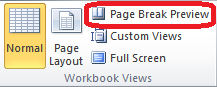 Page Break Preview
Normal
Page
Layout
Custom Views
Full Screen
Workbook Views